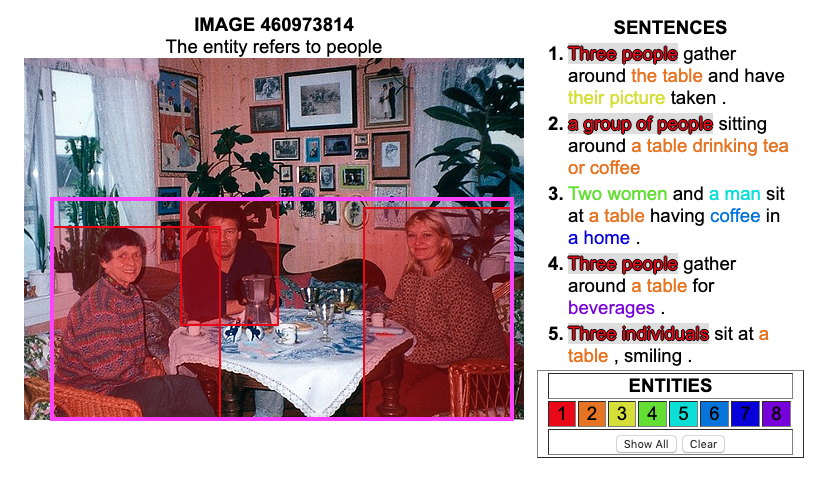 IMAGE 460973814
The entity refers to people
SENTENCES
1. Three people gather
around the table and have
their picture taken .
2. a group of people sitting
around a table drinking tea
or coffee
3. Two women and a man sit
at a table having coffee in
a home .
4. Three people gather
around a table for
beverages .
5. Three individuals sit at a
table , smiling .
ENTITIES
1 2 3 4 5 6 7 8
Show All Clear